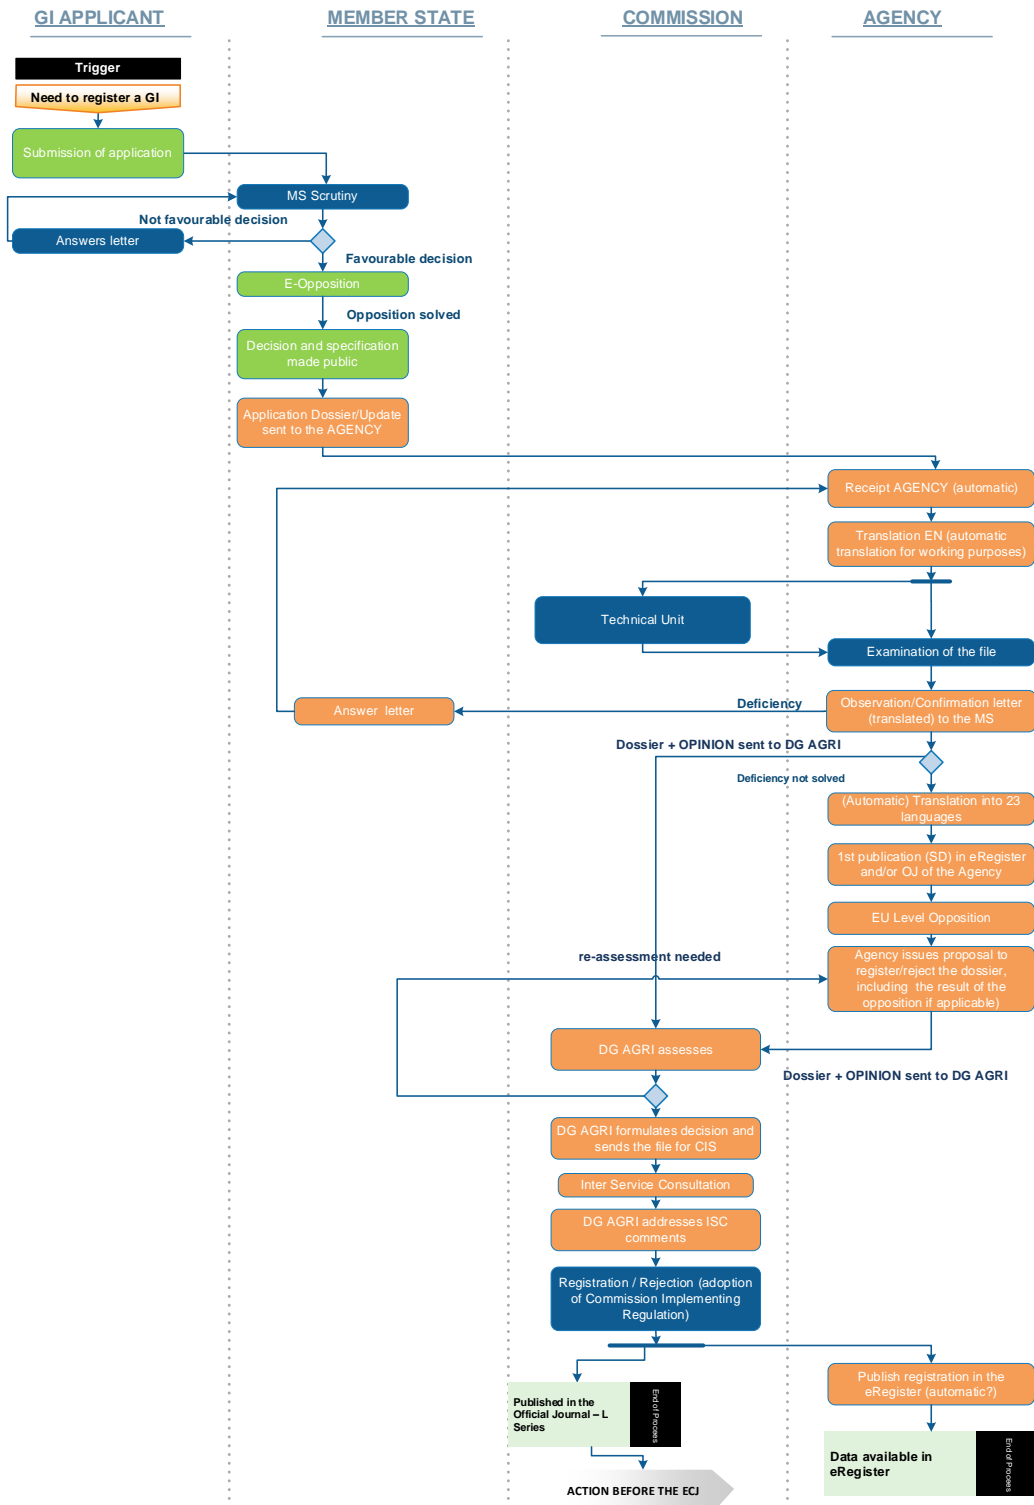 GI APPLICANT
MEMBER STATE
COMMISSION
AGENCY
Trigger
Need to register a GI
Submission of application
MS Scrutiny
Not favourable decision
Answers letter
Favourable decision
E-Opposition
Opposition solved
Decision and specification
made public
Application Dossier/Update
sent to the AGENCY
Receipt AGENCY (automatic)
Translation EN (automatic
translation for working purposes)
Technical Unit
Examination of the file
Deficiency
Observation/Confirmation letter
(translated) to the MS
Answer letter
Dossier + OPINION sent to DG AGRI
Deficiency not solved
(Automatic) Translation into 23
languages
1st publication (SD) in eRegister
and/or OJ of the Agency
EU Level Opposition
re-assessment needed
Agency issues proposal to
register/reject the dossier,
including the result of the
opposition if applicable)
DG AGRI assesses
Dossier + OPINION sent to DG AGRI
DG AGRI formulates decision and
sends the file for CIS
Inter Service Consultation
DG AGRI addresses ISC
comments
Registration / Rejection (adoption
of Commission Implementing
Regulation)
Publish registration in the
eRegister (automatic?)
Published in the
Official Journal – L
Series
End of Procees
Data available in
eRegister
End of Procees
ACTION BEFORE THE ECJ